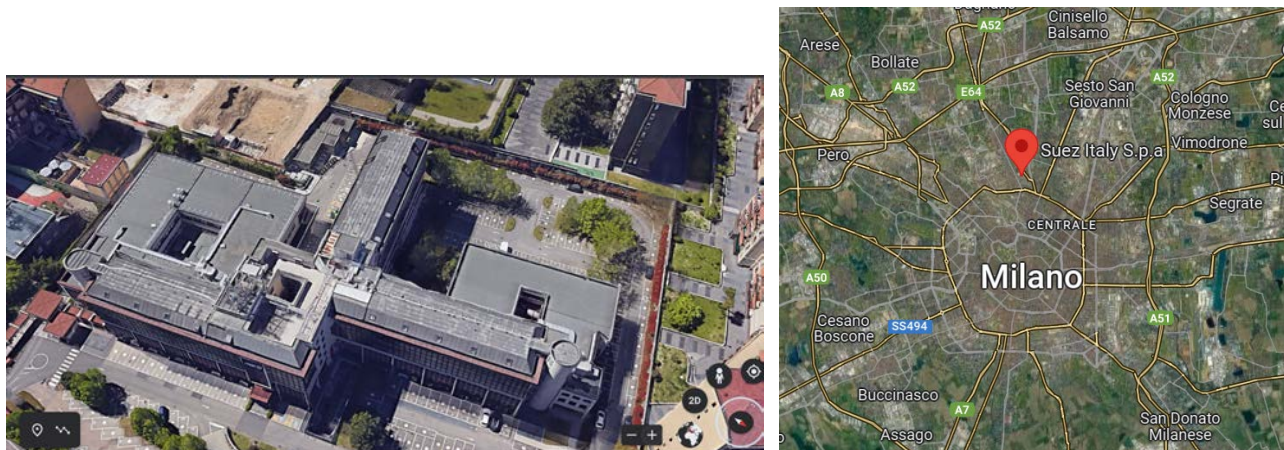 2D
A52
Cinisello
Balsamo
Arese
Bollate
A52
A8
E64
Sesto San
Giovanni
A52
Cologno
Monzese
Pero
Suez Italy S.p.a
Vimodrone
Segrate
CENTRALE
A50
Milano
Cesano
Boscone
SS494
A51
Buccinasco
A7
Assago
San Donato
Milanese